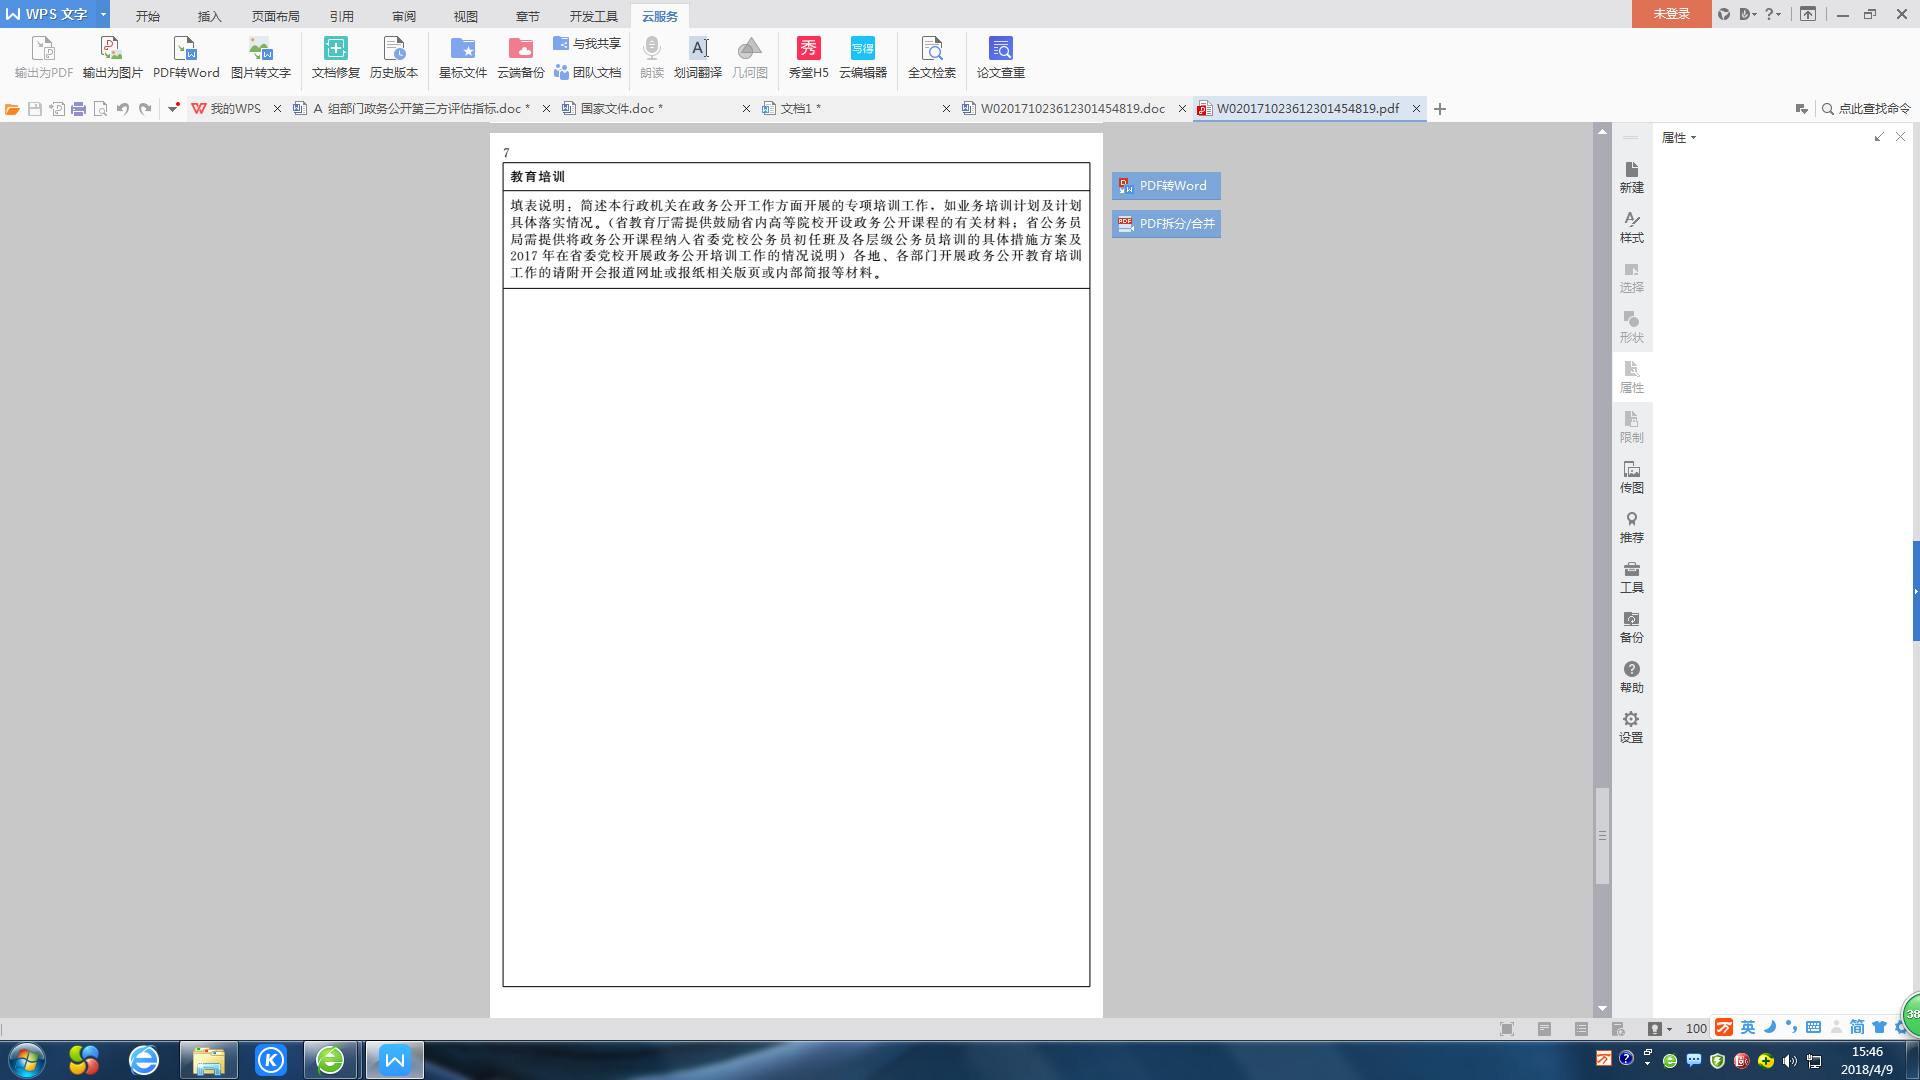 WPS 文字
开始 插入 页面布局 引用 审阅 视图 章节 开发工具 云服务 未登录
输出为PDF 输出为图片 PDF转Word 图片转文字 文档修复 历史版本 星标文件 云端备份 与我共享 团队文档 朗读 划词翻译 几何图 秀堂H5 云编辑器 全文检索 论文查重
我的WPS A 组部门政务公开第三方评估指标.doc * 国家文件.doc * 文档1 * W020171023612301454819.doc W020171023612301454819.pdf 点此查找命令
7
教育培训
填表说明：简述本行政机关在政务公开工作方面开展的专项培训工作，如业务培训计划及计划
具体落实情况。（省教育厅需提供鼓励省内高等院校开设政务公开课程的有关材料；省公务员
局需提供将政务公开课程纳入省委党校公务员初任班及各层级公务员培训的具体措施方案及
2017 年在省委党校开展政务公开培训工作的情况说明）各地、各部门开展政务公开教育培训
工作的请附开会报道网址或报纸相关版页或内部简报等材料。
PDF转Word
PDF拆分/合并
属性
新建
样式
选择
形状
属性
限制
传图
推荐
工具
备份
帮助
设置
100
英
简
38
15:46
2018/4/9